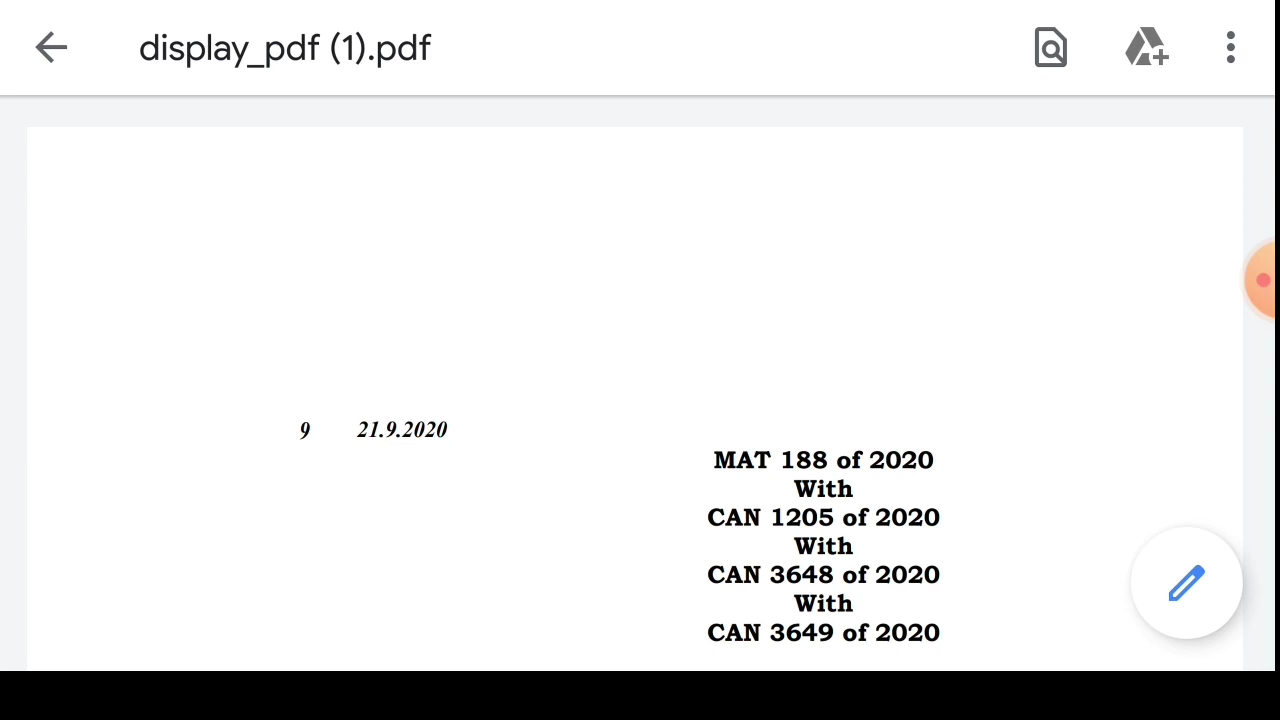 display_pdf (1).pdf
9 21.9.2020
MAT 188 of 2020
With
CAN 1205 of 2020
With
CAN 3648 of 2020
With
CAN 3649 of 2020